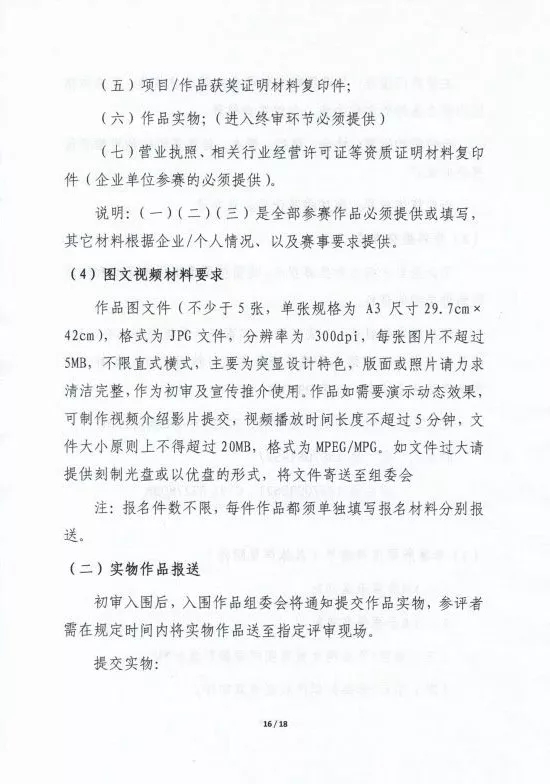 （五）项目/作品获奖证明材料复印件；
（六）作品实物；（进入终审环节必须提供）
（七）营业执照、相关行业经营许可证等资质证明材料复印
件（企业单位参赛的必须提供）。
说明：（一）（二）（三）是全部参赛作品必须提供或填写，
其它材料根据企业/个人情况、以及赛事要求提供。
（4）图文视频材料要求
作品图文件（不少于5张，单张规格为 A3 尺寸29.7cm×
42cm），格式为JPG文件，分辨率为 300dpi，每张图片不超过
5MB，不限直式横式，主要为突显设计特色，版面或照片请力求
清洁完整，作为初审及宣传推介使用。作品如需要演示动态效果，
可制作视频介绍影片提交，视频播放时间长度不超过5分钟，文
件大小原则上不得超过20MB，格式为MPEG/MPG。如文件过大请
提供刻制光盘或以优盘的形式，将文件寄送至组委会
注：报名件数不限，每件作品都须单独填写报名材料分别报
送。
（二）实物作品报送
初审入围后，入围作品组委会将通知提交作品实物，参评者
需在规定时间内将实物作品送至指定评审现场。
提交实物：
16 / 18